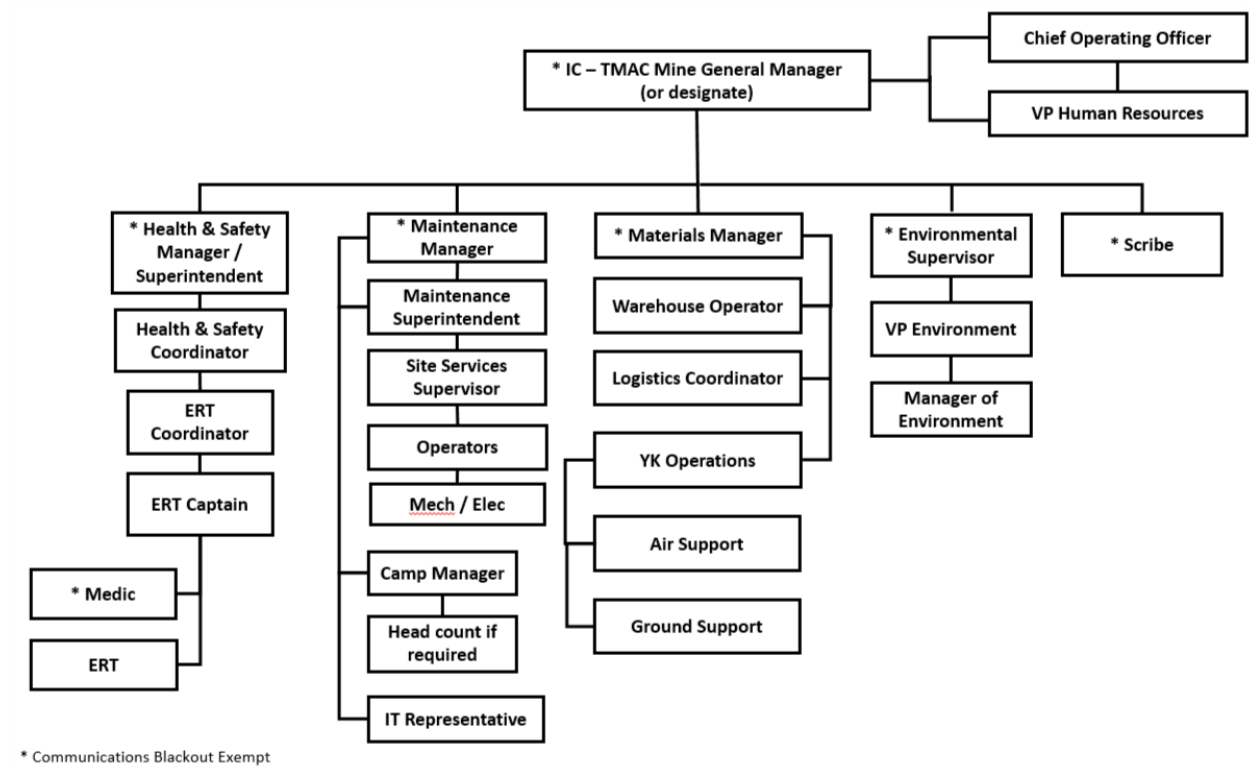 Chief Operating Officer
* IC – TMAC Mine General Manager
(or designate)
VP Human Resources
* Health & Safety
Manager /
Superintendent
Health & Safety
Coordinator
ERT
Coordinator
ERT Captain
* Medic
ERT
* Maintenance
Manager
Maintenance
Superintendent
Site Services
Supervisor
Operators
Mech / Elec
Camp Manager
Head count if
required
IT Representative
* Materials Manager
Warehouse Operator
Logistics Coordinator
YK Operations
Air Support
Ground Support
* Environmental
Supervisor
VP Environment
Manager of
Environment
* Scribe
* Communications Blackout Exempt